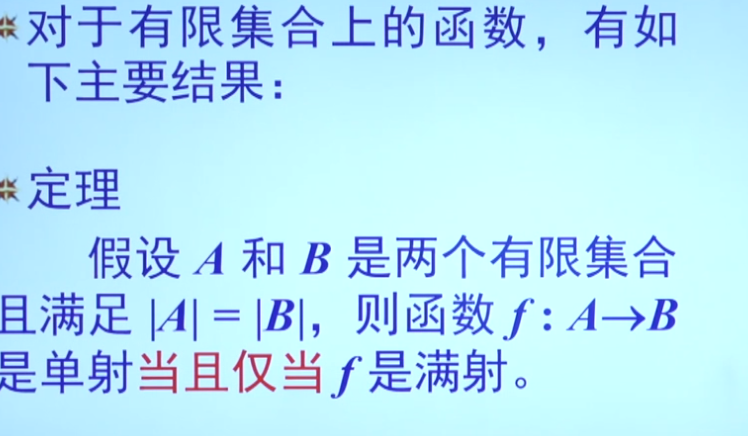 对于有限集合上的函数，有如
下主要结果：
定理
假设 A 和 B 是两个有限集合
且满足 |A| = |B|，则函数 f : A→B
是单射当且仅当 f 是满射。